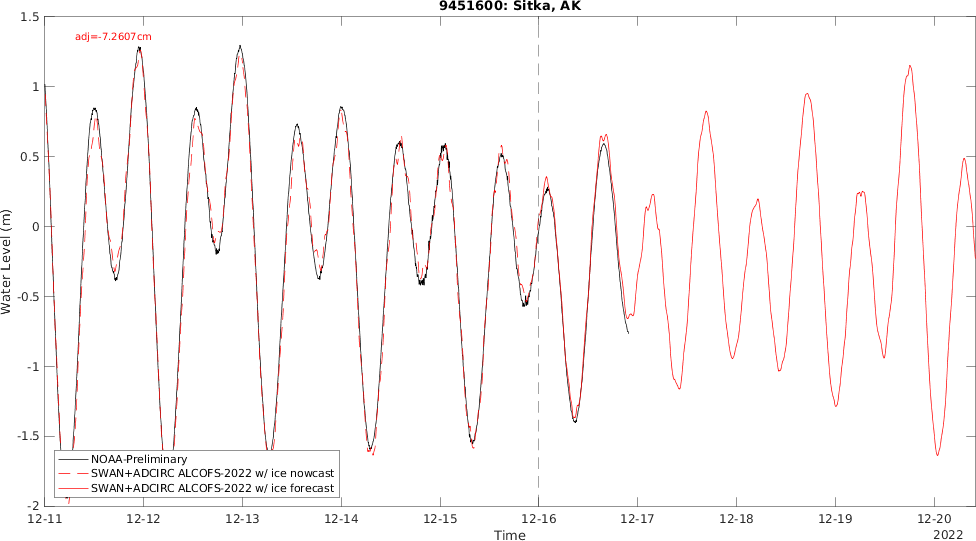 9451600: Sitka, AK
adj=-7.2607cm
1.5
1
0.5
0
-0.5
-1
-1.5
-2
Water Level (m)
NOAA-Preliminary
SWAN+ADCIRC ALCOFS-2022 w/ ice nowcast
SWAN+ADCIRC ALCOFS-2022 w/ ice forecast
12-11 12-12 12-13 12-14 12-15 12-16 12-17 12-18 12-19 12-20
Time
2022